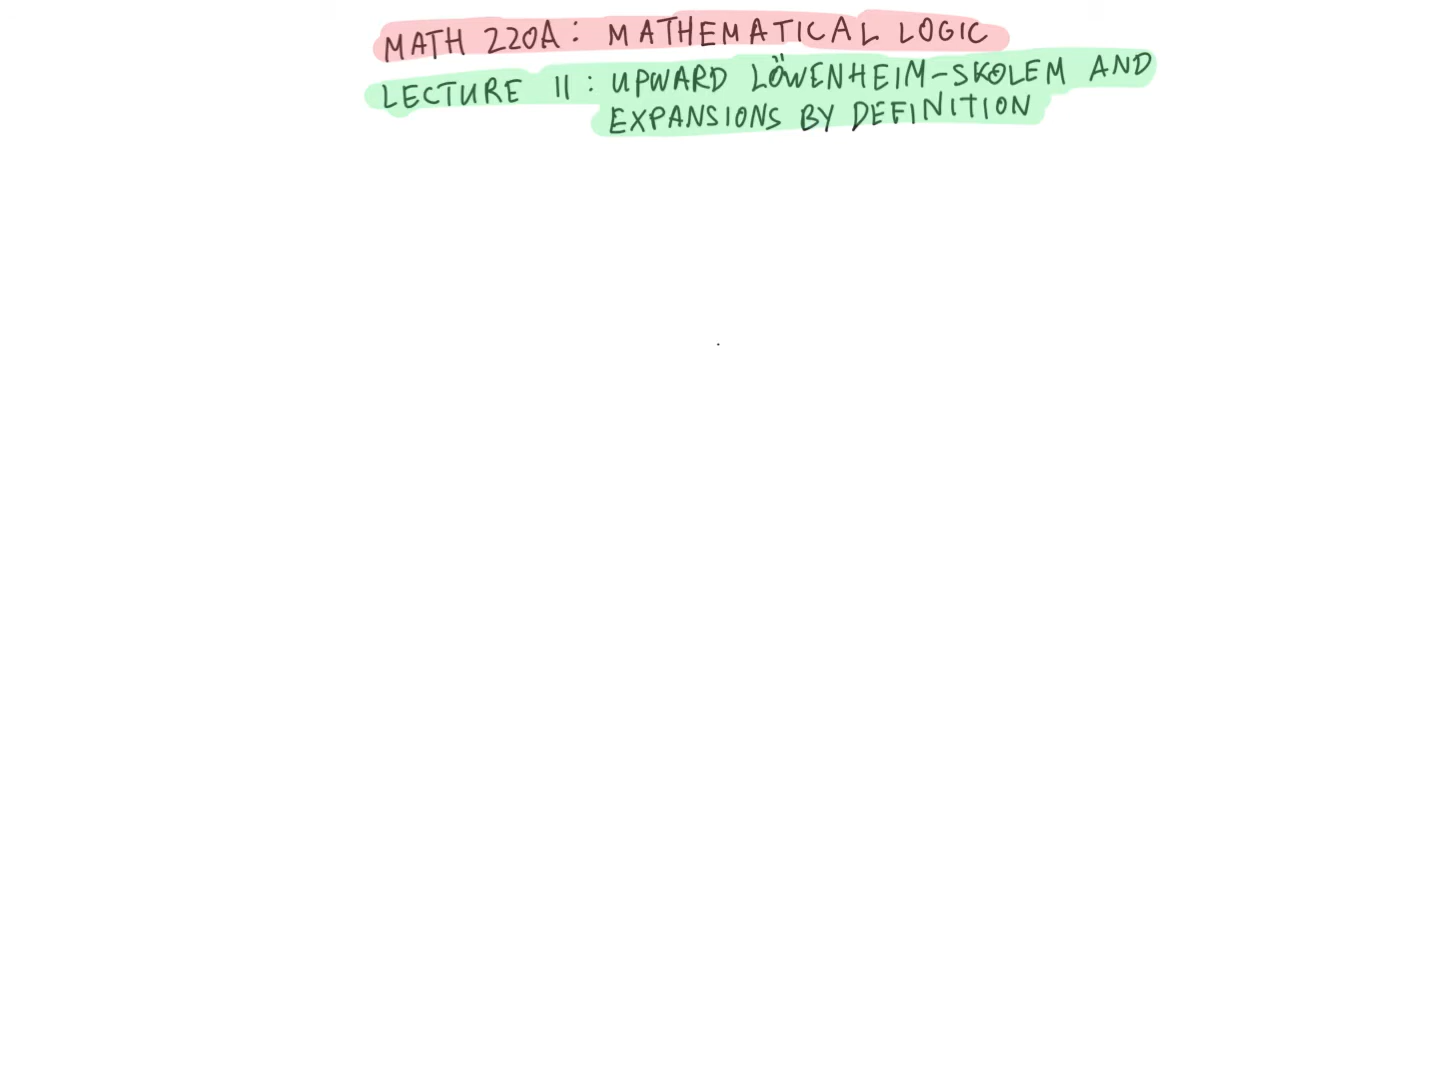 MATH 220A: MATHEMATICAL LOGIC
LECTURE 11: UPWARD LÖWENHEIM-SKOLEM AND
EXPANSIONS BY DEFINITION